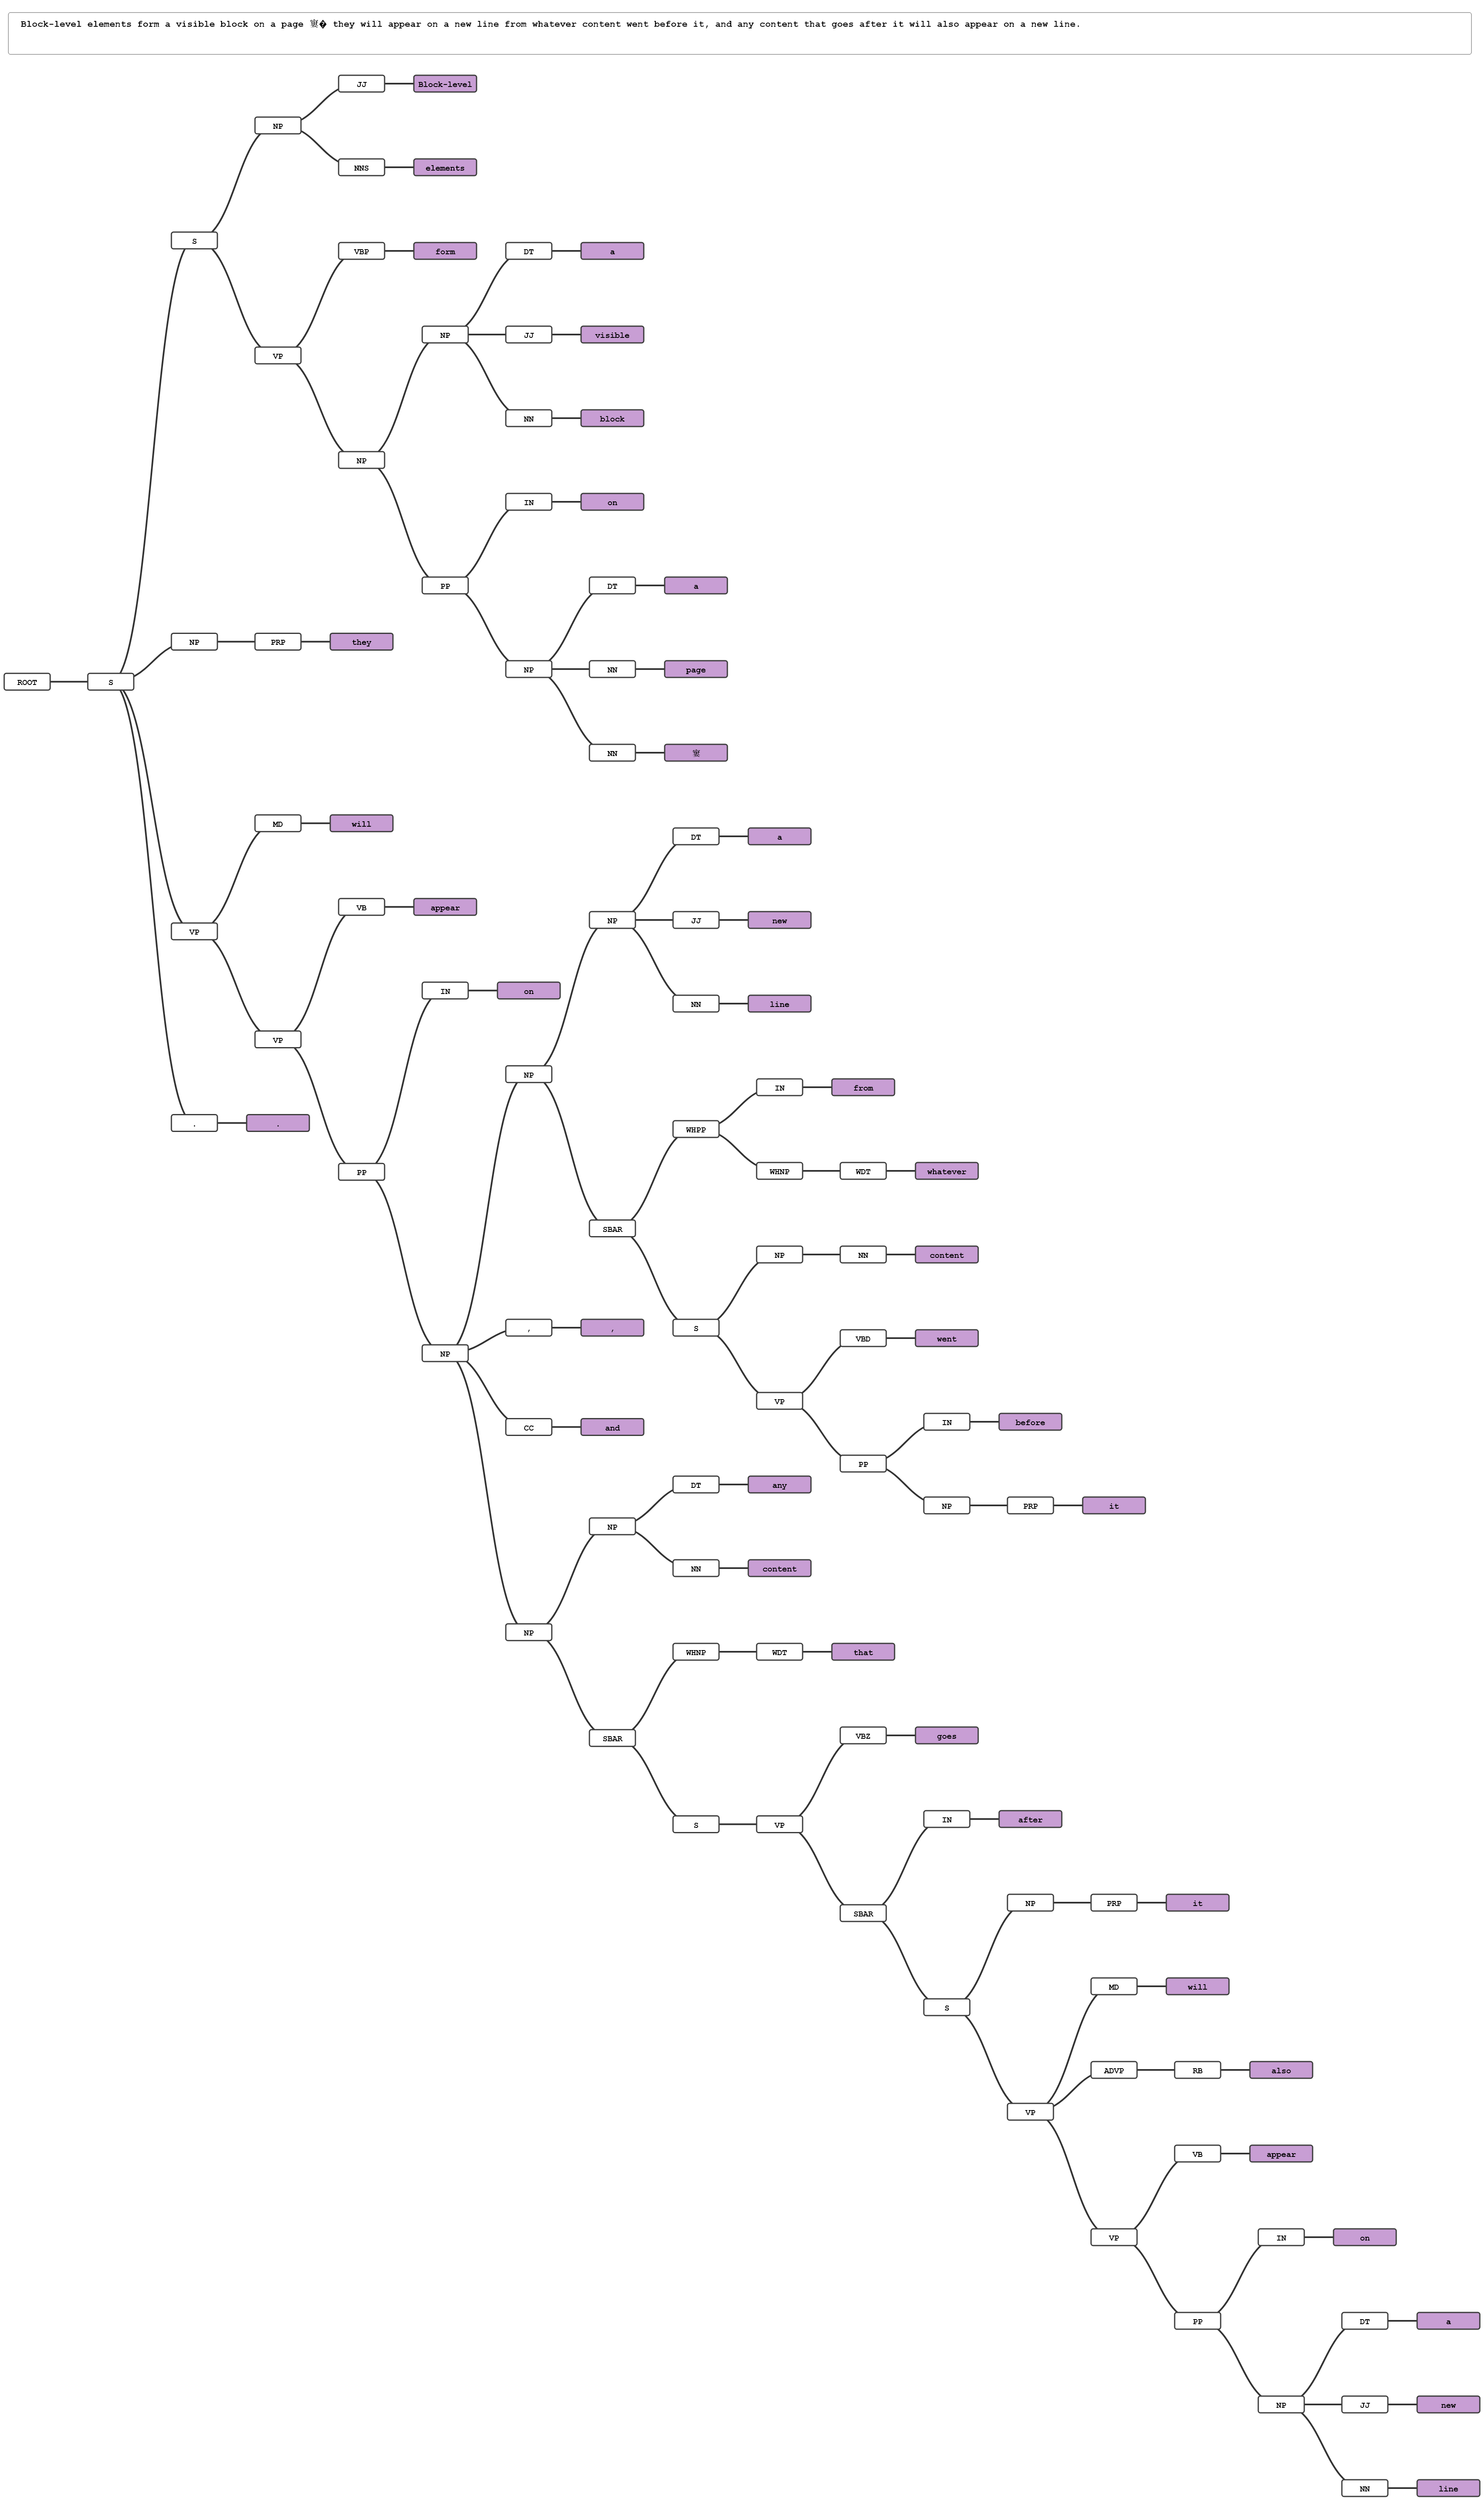 Block-level elements form a visible block on a page � they will appear on a new line from whatever content went before it, and any content that goes after it will also appear on a new line.
JJ Block-level
NP
NNS elements
S
VBP form DT a
NP JJ visible
VP
NN block
NP
IN on
PP DT a
NP PRP they
NP NN page
ROOT S
NN
MD will
DT a
VB appear
NP JJ new
VP
IN on
NN line
VP
NP
IN from
. .
WHPP
PP WHNP WDT whatever
SBAR
NP NN content
, , S
VBD went
NP
VP
IN before
CC and
PP
DT any
NP PRP it
NP
NN content
NP
WHNP WDT that
VBZ goes
SBAR
IN after
S VP
NP PRP it
SBAR
MD will
S
ADVP RB also
VP
VB appear
VP IN on
PP DT a
NP JJ new
NN line